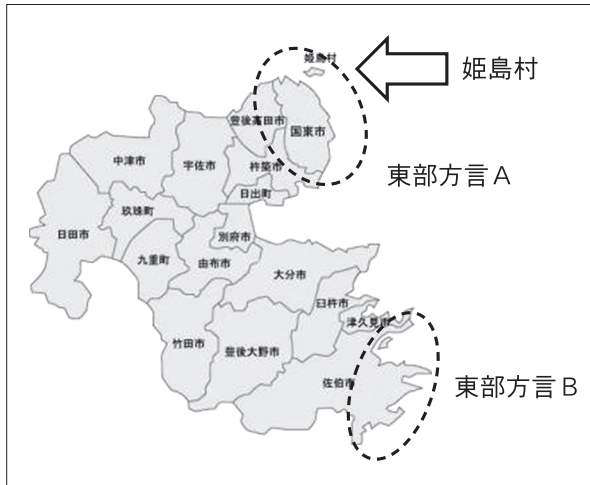 姫島村
姫島村
豊後高田市
国東市
中津市
宇佐市
杵築市
東部方言A
日出町
玖珠町
日田市
別府市
九重町
由布市
大分市
臼杵市
津久見市
竹田市
豊後大野市
佐伯市
東部方言B